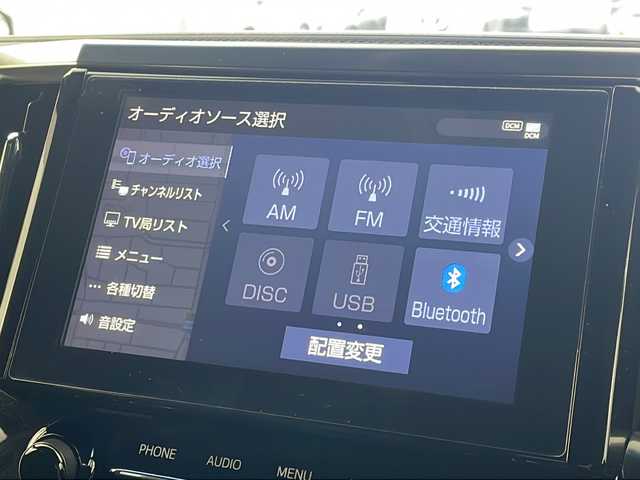 オーディオソース選択
DCM
DCM
オーディオ選択
チャンネルリスト
TV局リスト
メニュー
各種切替
音設定
AM
FM
交通情報
DISC
USB
Bluetooth
配置変更
PHONE
AUDIO
MENU